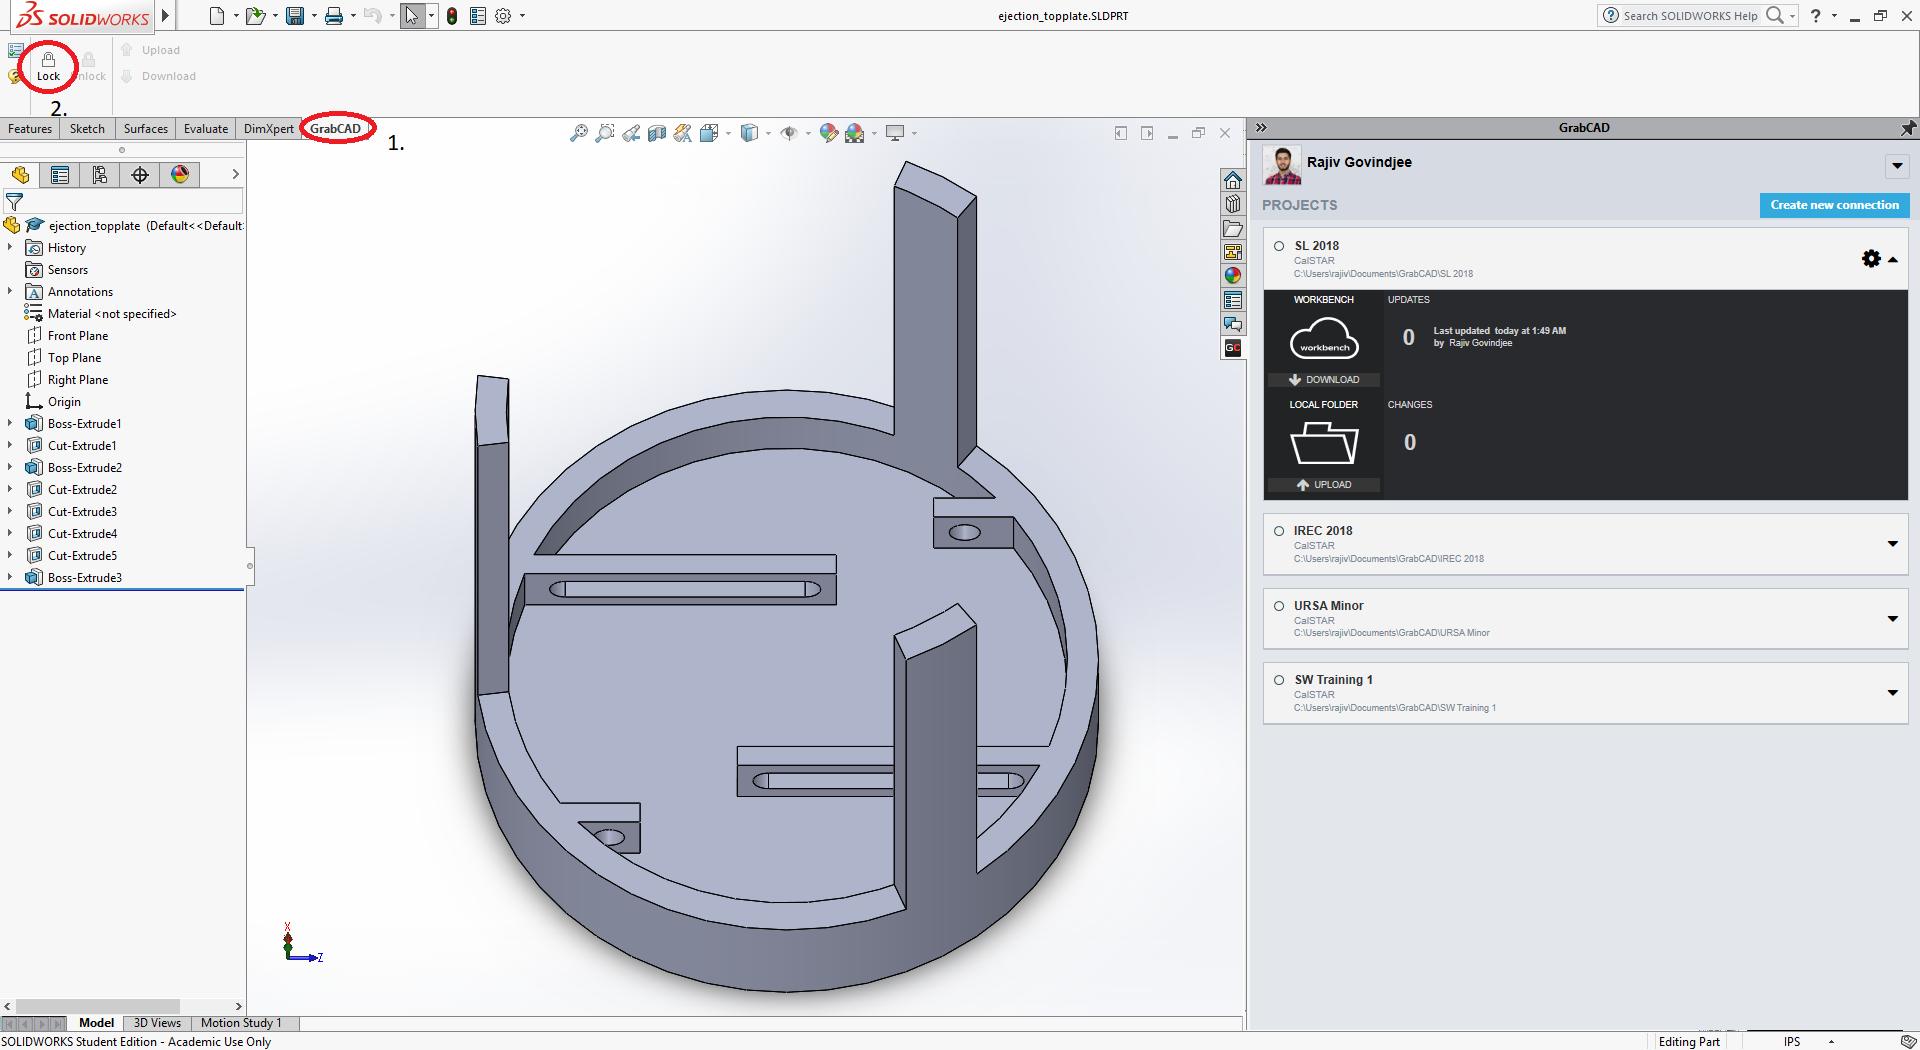 SOLIDWORKS
ejection_topplate.SLDPRT
Search SOLIDWORKS Help
?
Upload
Lock
nlock
Download
2.
Features Sketch Surfaces Evaluate DimXpert GrabCAD
1.
GrabCAD
Rajiv Govindjee
PROJECTS
Create new connection
ejection_topplate (Default<<Default
History
Sensors
Annotations
Material <not specified>
Front Plane
Top Plane
Right Plane
Origin
Boss-Extrude1
Cut-Extrude1
Boss-Extrude2
Cut-Extrude2
Cut-Extrude3
Cut-Extrude4
Cut-Extrude5
Boss-Extrude3
GC
X
Z
SL 2018
CalSTAR
C:\Users\rajiv\Documents\GrabCAD\SL 2018
WORKBENCH UPDATES
workbench
0
Last updated today at 1:49 AM
by Rajiv Govindjee
DOWNLOAD
LOCAL FOLDER CHANGES
0
UPLOAD
IREC 2018
CalSTAR
C:\Users\rajiv\Documents\GrabCAD\IREC 2018
URSA Minor
CalSTAR
C:\Users\rajiv\Documents\GrabCAD\URSA Minor
SW Training 1
CalSTAR
C:\Users\rajiv\Documents\GrabCAD\SW Training 1
Model 3D Views Motion Study 1
SOLIDWORKS Student Edition - Academic Use Only
Editing Part
IPS